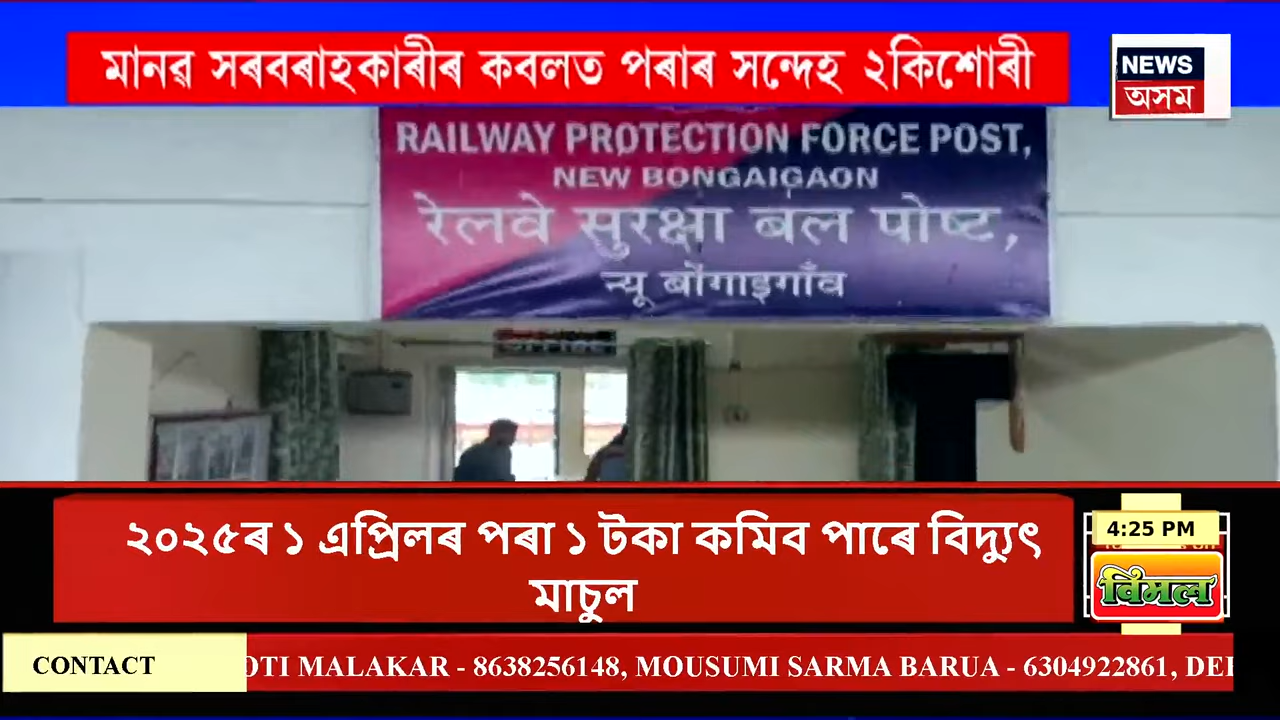 মানৱ সৰবৰাহকাৰীৰ কবলত পৰাৰ সন্দেহ ২কিশোৰী
NEWS
অসম
RAILWAY PROTECTION FORCE POST,
NEW BONGAIGAON
रेलवे सुरक्षा बल पोष्ट,
न्यू बोंगाइगाँव
OFFICE
২০২৫ৰ ১ এপ্ৰিলৰ পৰা ১ টকা কমিব পাৰে বিদ্যুৎ
মাচুল
4:25 PM
विमल
CONTACT OTI MALAKAR - 8638256148, MOUSUMI SARMA BARUA - 6304922861, DEI